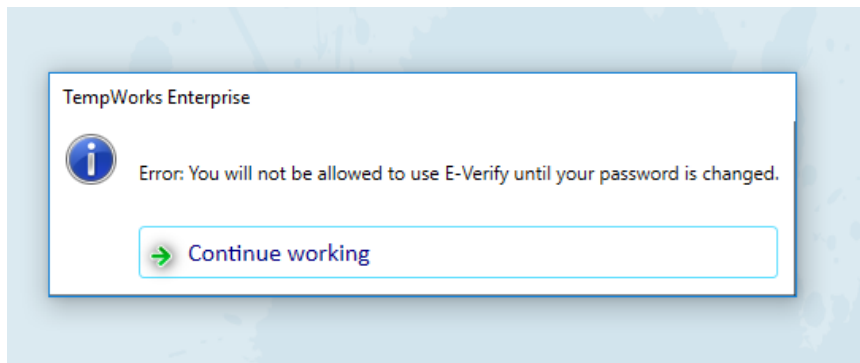 TempWorks Enterprise
Error: You will not be allowed to use E-Verify until your password is changed.
Continue working